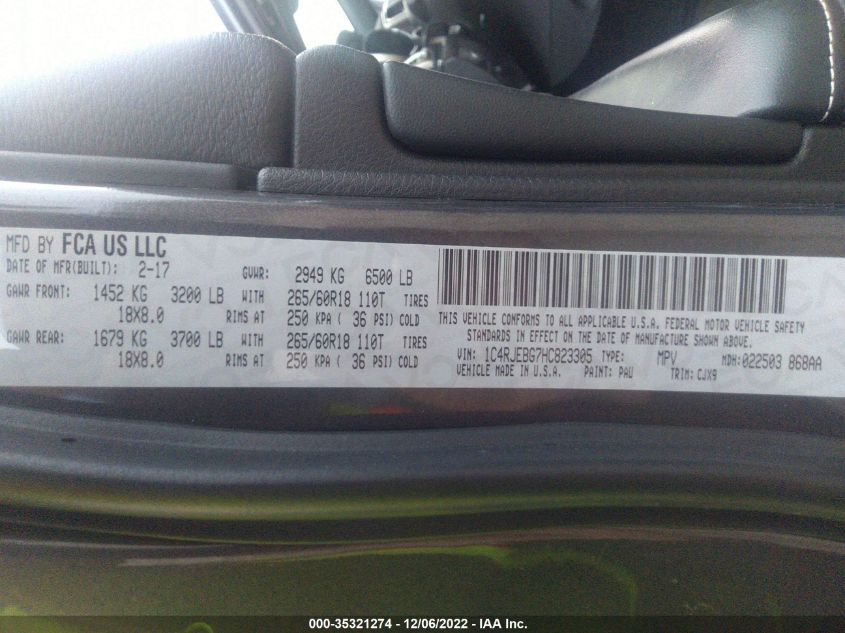 MFD BY FCA US LLC
DATE OF MFR(BUILT): 2-17 GVWR: 2949 KG 6500 LB
GAWR FRONT: 1452 KG 3200 LB WITH 265/60R18 110T TIRES
18X8.0 RIMS AT 250 KPA ( 36 PSI) COLD
GAWR REAR: 1679 KG 3700 LB WITH 265/60R18 110T TIRES
18X8.0 RIMS AT 250 KPA ( 36 PSI) COLD
THIS VEHICLE CONFORMS TO ALL APPLICABLE U.S.A. FEDERAL MOTOR VEHICLE SAFETY
STANDARDS IN EFFECT ON THE DATE OF MANUFACTURE SHOWN ABOVE.
VIN: 1C4RJEBG7HC823305 TYPE: MPV MDH: 022503 868AA
VEHICLE MADE IN U.S.A. PAINT: PAU TRIM: CJX9
000-35321274 - 12/06/2022 - IAA Inc.